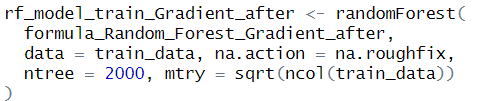 rf_model_train_Gradient_after <- randomForest(
  formula_Random_Forest_Gradient_after,
  data = train_data, na.action = na.roughfix,
  ntree = 2000, mtry = sqrt(ncol(train_data))
)